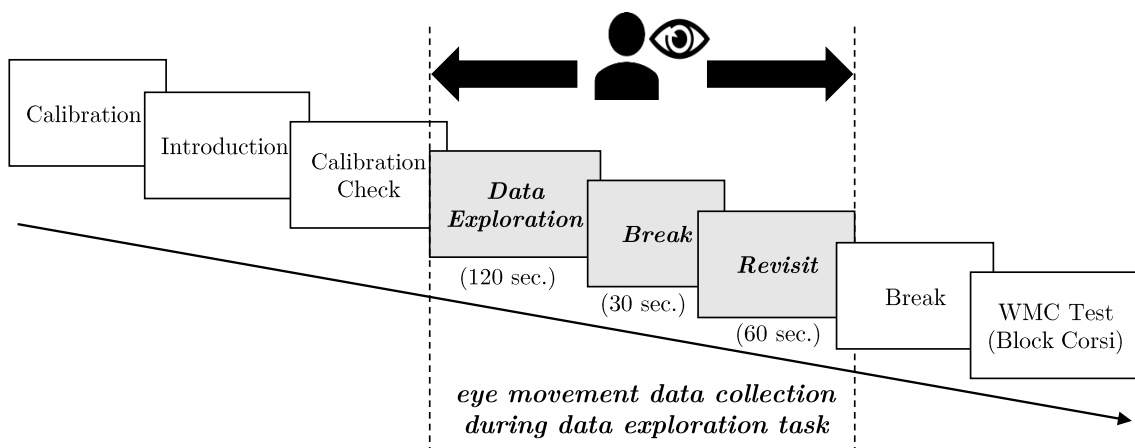 Calibration
Introduction
Calibration
Check
Data
Exploration
(120 sec.)
Break
(30 sec.)
Revisit
(60 sec.)
Break
WMC Test
(Block Corsi)
eye movement data collection
during data exploration task